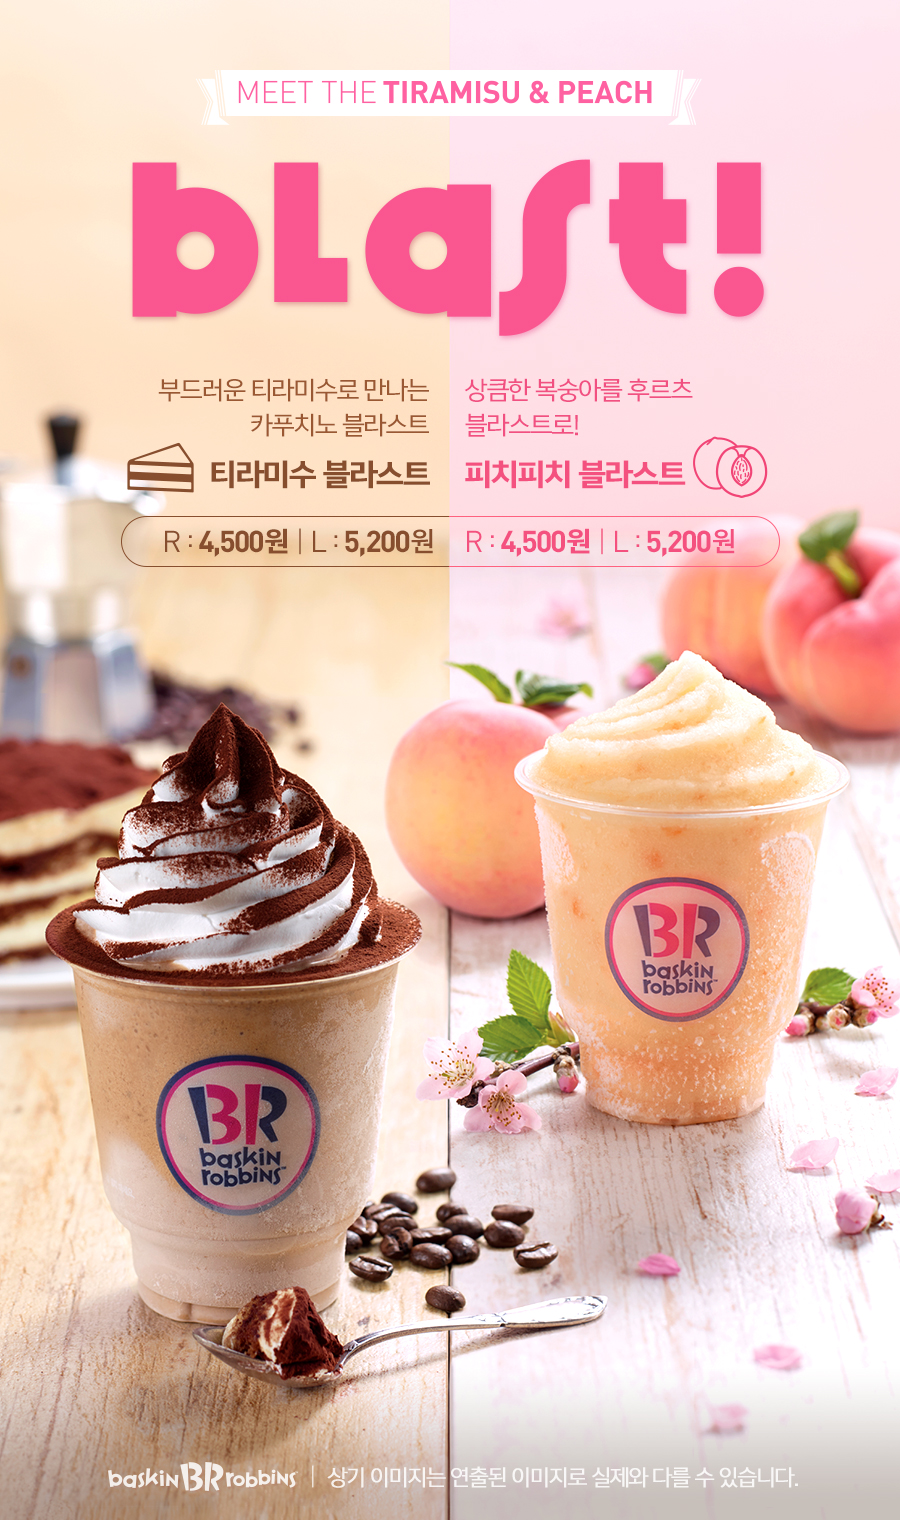 MEET THE TIRAMISU & PEACH
bLast!
부드러운 티라미수로 만나는
카푸치노 블라스트
티라미수 블라스트
R : 4,500원 | L : 5,200원
상큼한 복숭아를 후르츠
블라스트로!
피치피치 블라스트
R : 4,500원 | L : 5,200원
BR
baskin
robbins™
BR
baskin
robbins™
baskin BR robbins | 상기 이미지는 연출된 이미지로 실제와 다를 수 있습니다.